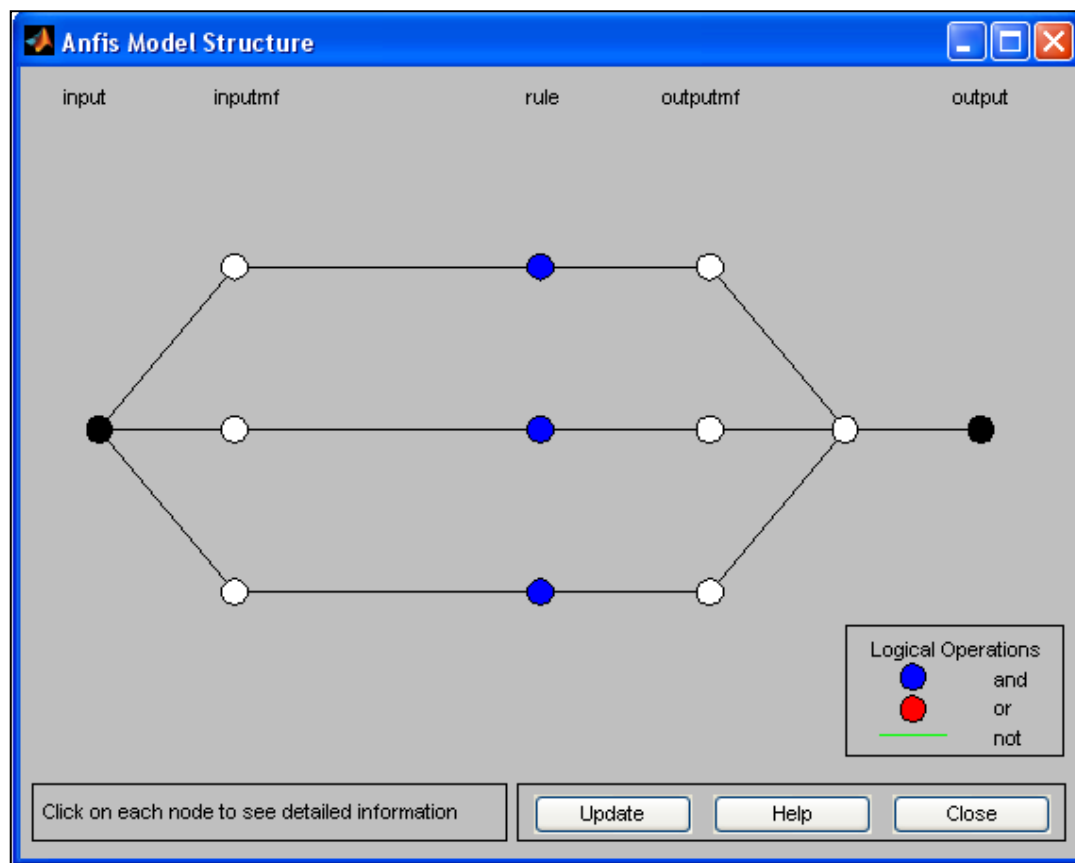 Anfis Model Structure
input inputmf rule outputmf output
Logical Operations
and
or
not
Click on each node to see detailed information
Update Help Close